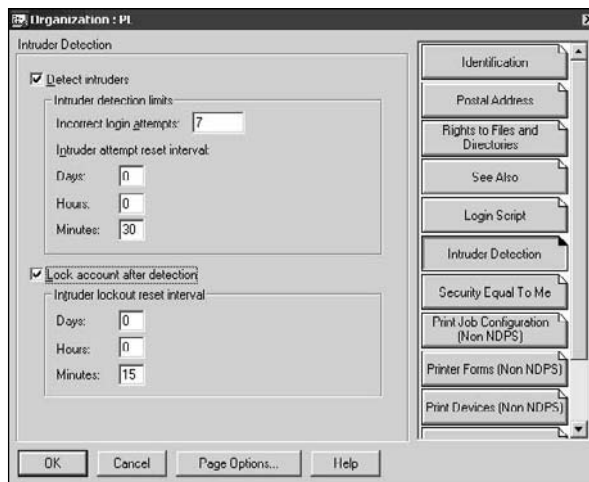 Organization : PL
Intruder Detection
Detect intruders
Intruder detection limits
Incorrect login attempts: 7
Intruder attempt reset interval:
Days: 0
Hours: 0
Minutes: 30
Lock account after detection
Intruder lockout reset interval
Days: 0
Hours: 0
Minutes: 15
Identification
Postal Address
Rights to Files and
Directories
See Also
Login Script
Intruder Detection
Security Equal To Me
Print Job Configuration
(Non NDPS)
Printer Forms (Non NDPS)
Print Devices (Non NDPS)
OK
Cancel
Page Options...
Help